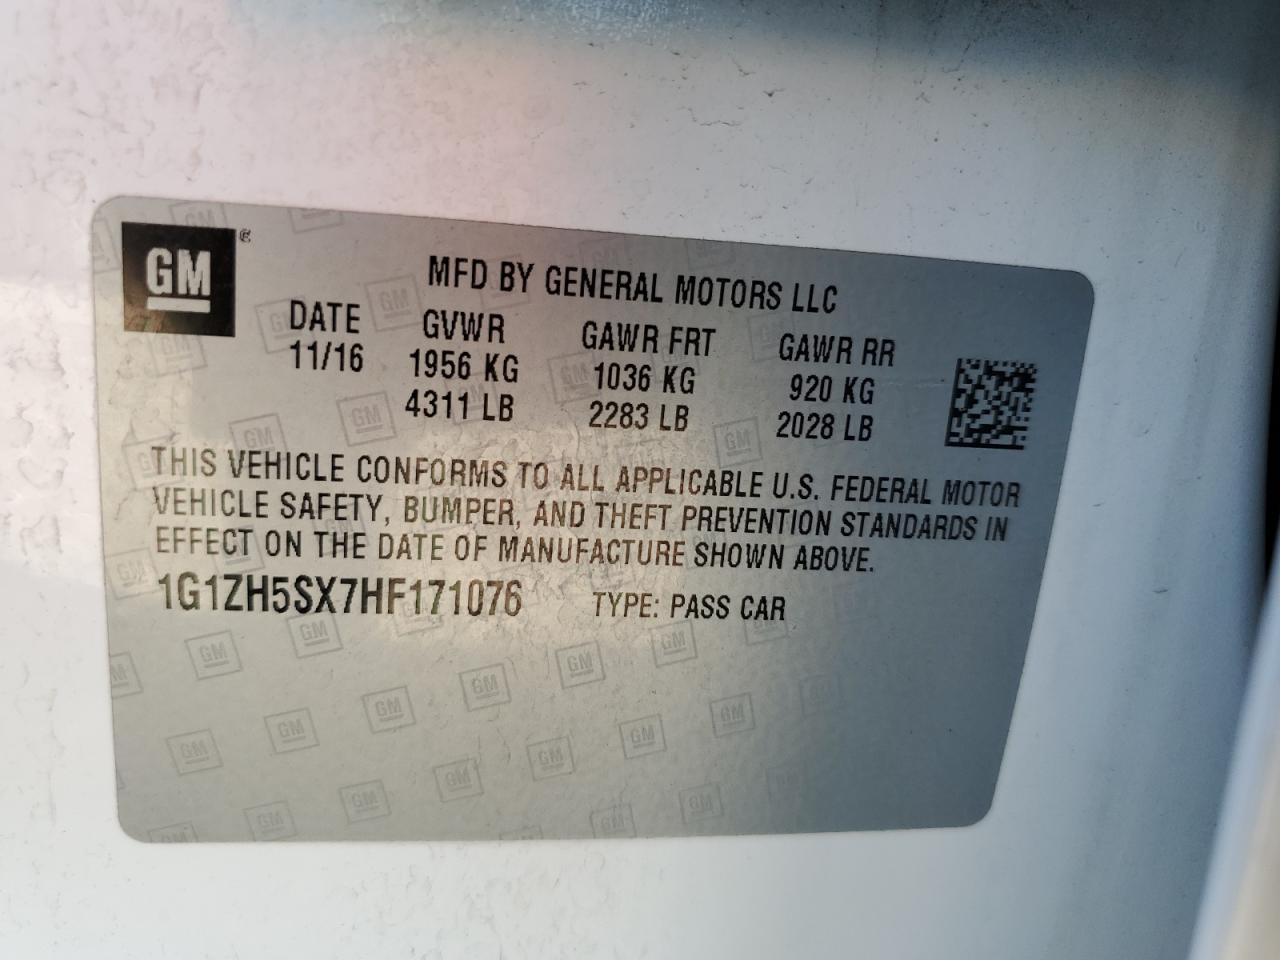 GM
MFD BY GENERAL MOTORS LLC
DATE GVWR GAWR FRT GAWR RR
11/16 1956 KG 1036 KG 920 KG
4311 LB 2283 LB 2028 LB
THIS VEHICLE CONFORMS TO ALL APPLICABLE U.S. FEDERAL MOTOR
VEHICLE SAFETY, BUMPER, AND THEFT PREVENTION STANDARDS IN
EFFECT ON THE DATE OF MANUFACTURE SHOWN ABOVE.
1G1ZH5SX7HF171076 TYPE: PASS CAR